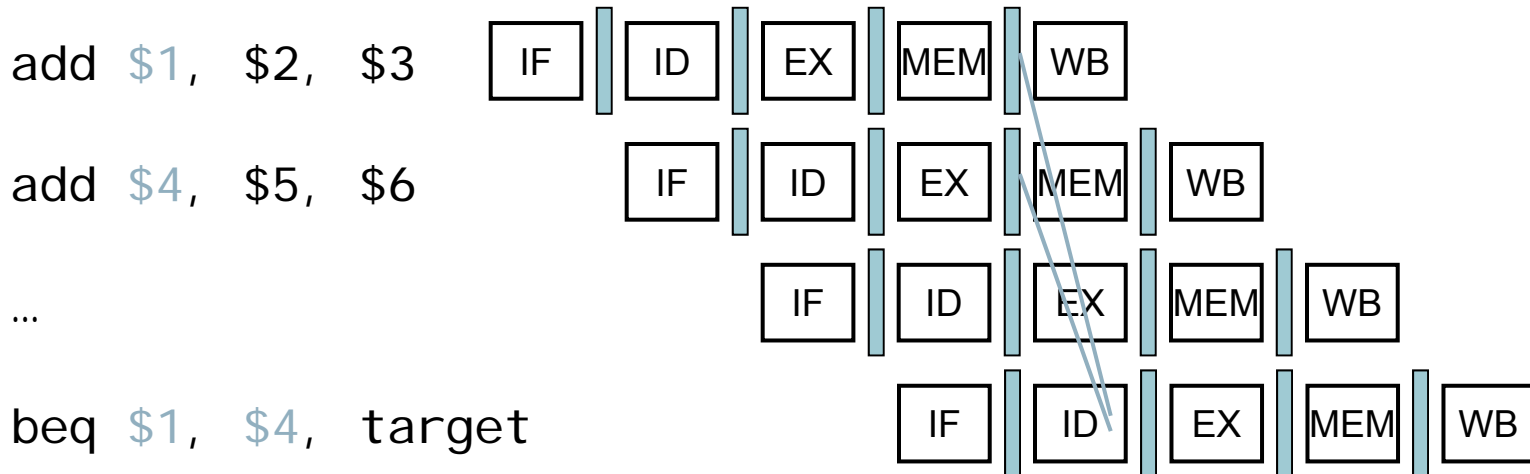 add $1, $2, $3 IF ID EX MEM WB
add $4, $5, $6 IF ID EX MEM WB
... IF ID EX MEM WB
beq $1, $4, target IF ID EX MEM WB